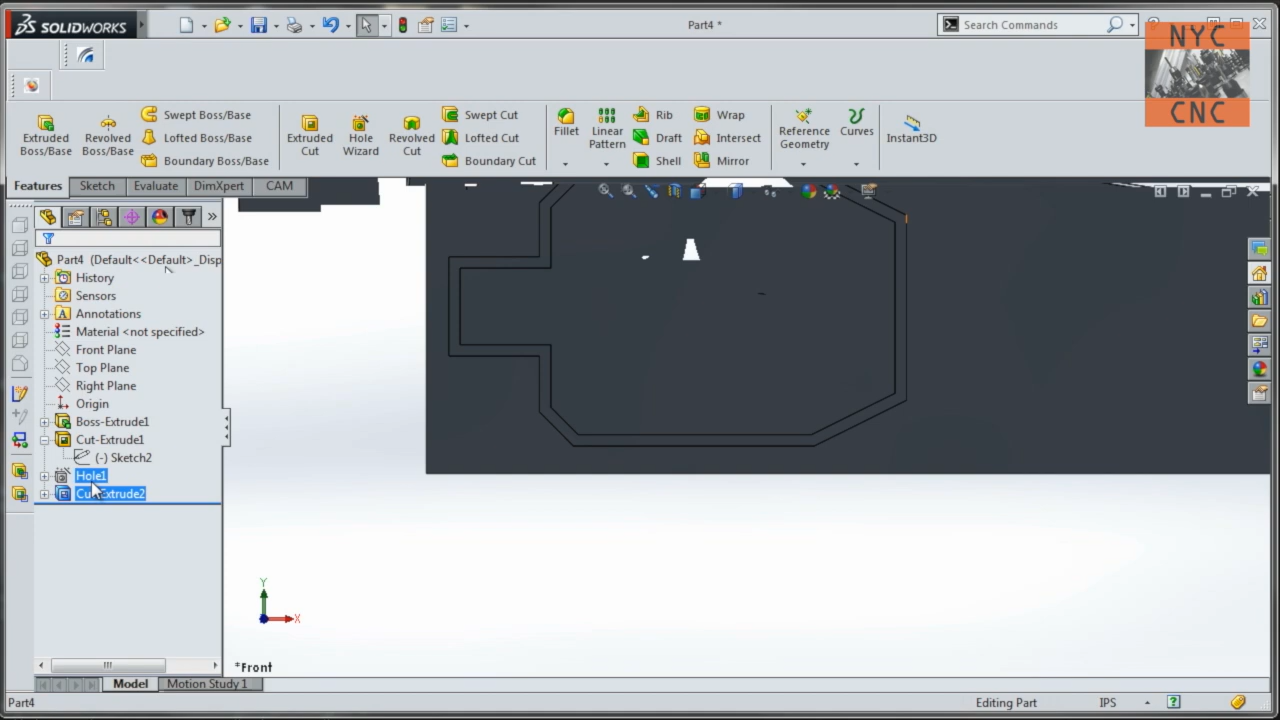 SOLIDWORKS
Part4 *
Search Commands
NYC
CNC
Extruded Boss/Base
Revolved Boss/Base
Swept Boss/Base
Lofted Boss/Base
Boundary Boss/Base
Extruded Cut
Hole Wizard
Revolved Cut
Swept Cut
Lofted Cut
Boundary Cut
Fillet
Linear Pattern
Rib
Draft
Shell
Wrap
Intersect
Mirror
Reference Geometry
Curves
Instant3D
Features Sketch Evaluate DimXpert CAM
Part4 (Default<<Default>_Disp
History
Sensors
Annotations
Material <not specified>
Front Plane
Top Plane
Right Plane
Origin
Boss-Extrude1
Cut-Extrude1
(-) Sketch2
Hole1
Cut-Extrude2
Y
X
*Front
Model Motion Study 1
Part4 Editing Part IPS